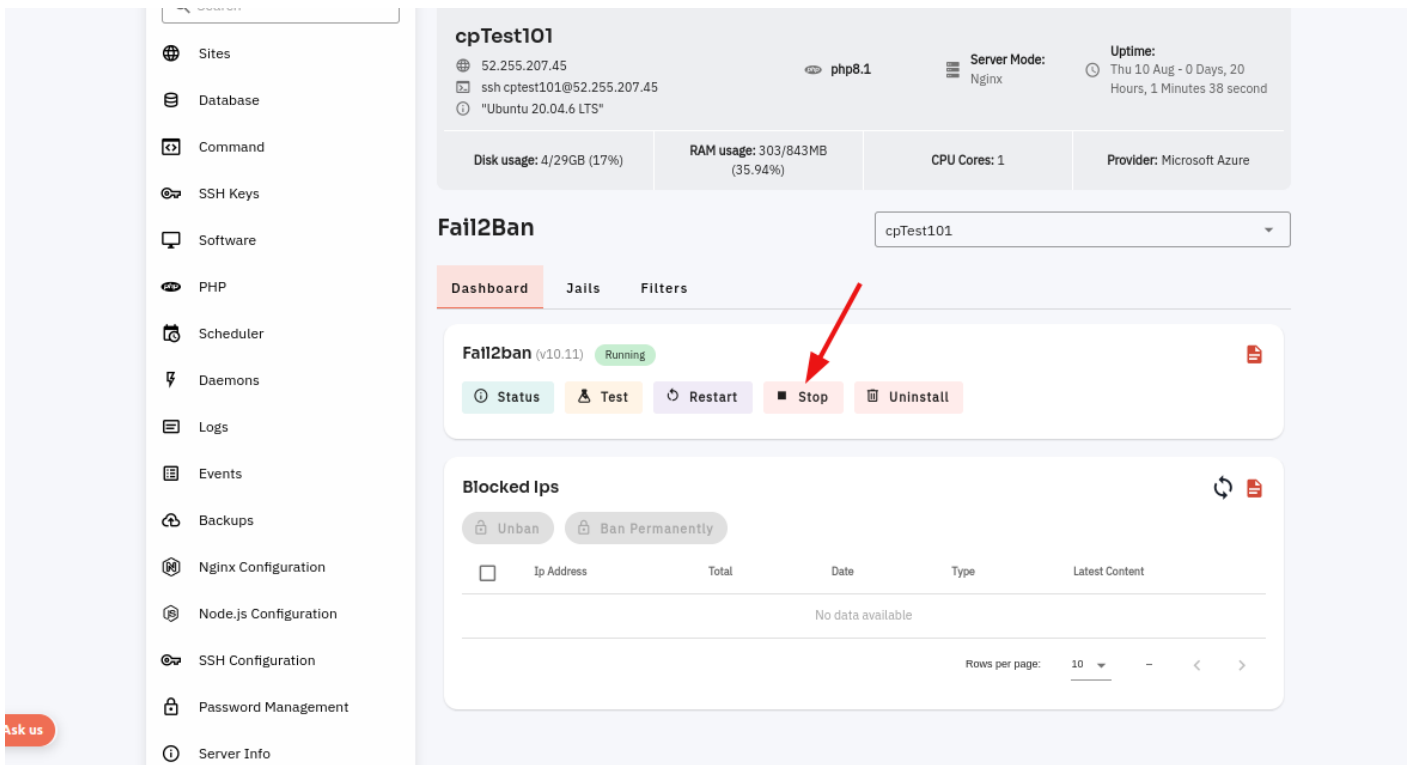 Search
Sites
Database
Command
SSH Keys
Software
PHP
Scheduler
Daemons
Logs
Events
Backups
Nginx Configuration
Node.js Configuration
SSH Configuration
Password Management
Server Info
Ask us
cpTest101
52.255.207.45
ssh cptest101@52.255.207.45
"Ubuntu 20.04.6 LTS"
php8.1
Server Mode:
Nginx
Uptime:
Thu 10 Aug - 0 Days, 20
Hours, 1 Minutes 38 second
Disk usage: 4/29GB (17%)
RAM usage: 303/843MB
(35.94%)
CPU Cores: 1
Provider: Microsoft Azure
Fail2Ban
cpTest101
Dashboard Jails Filters
Fail2ban (v10.11) Running
Status Test Restart Stop Uninstall
Blocked Ips
Unban Ban Permanently
Ip Address Total Date Type Latest Content
No data available
Rows per page: 10 –